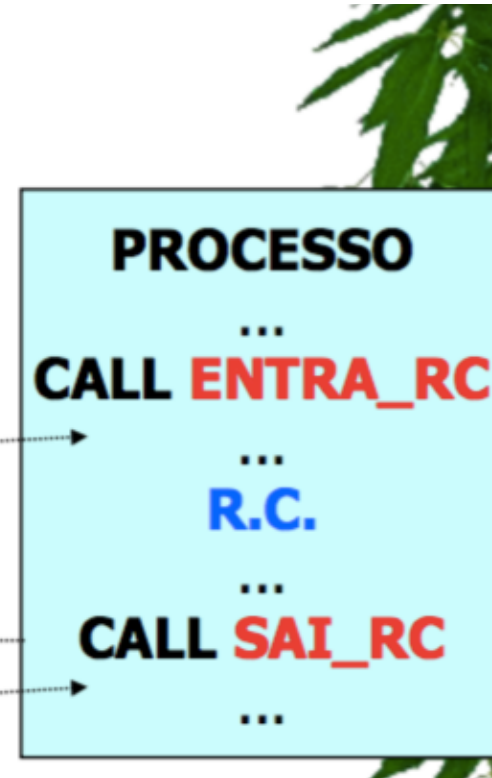 PROCESSO
...
CALL ENTRA_RC
...
R.C.
...
CALL SAI_RC
...